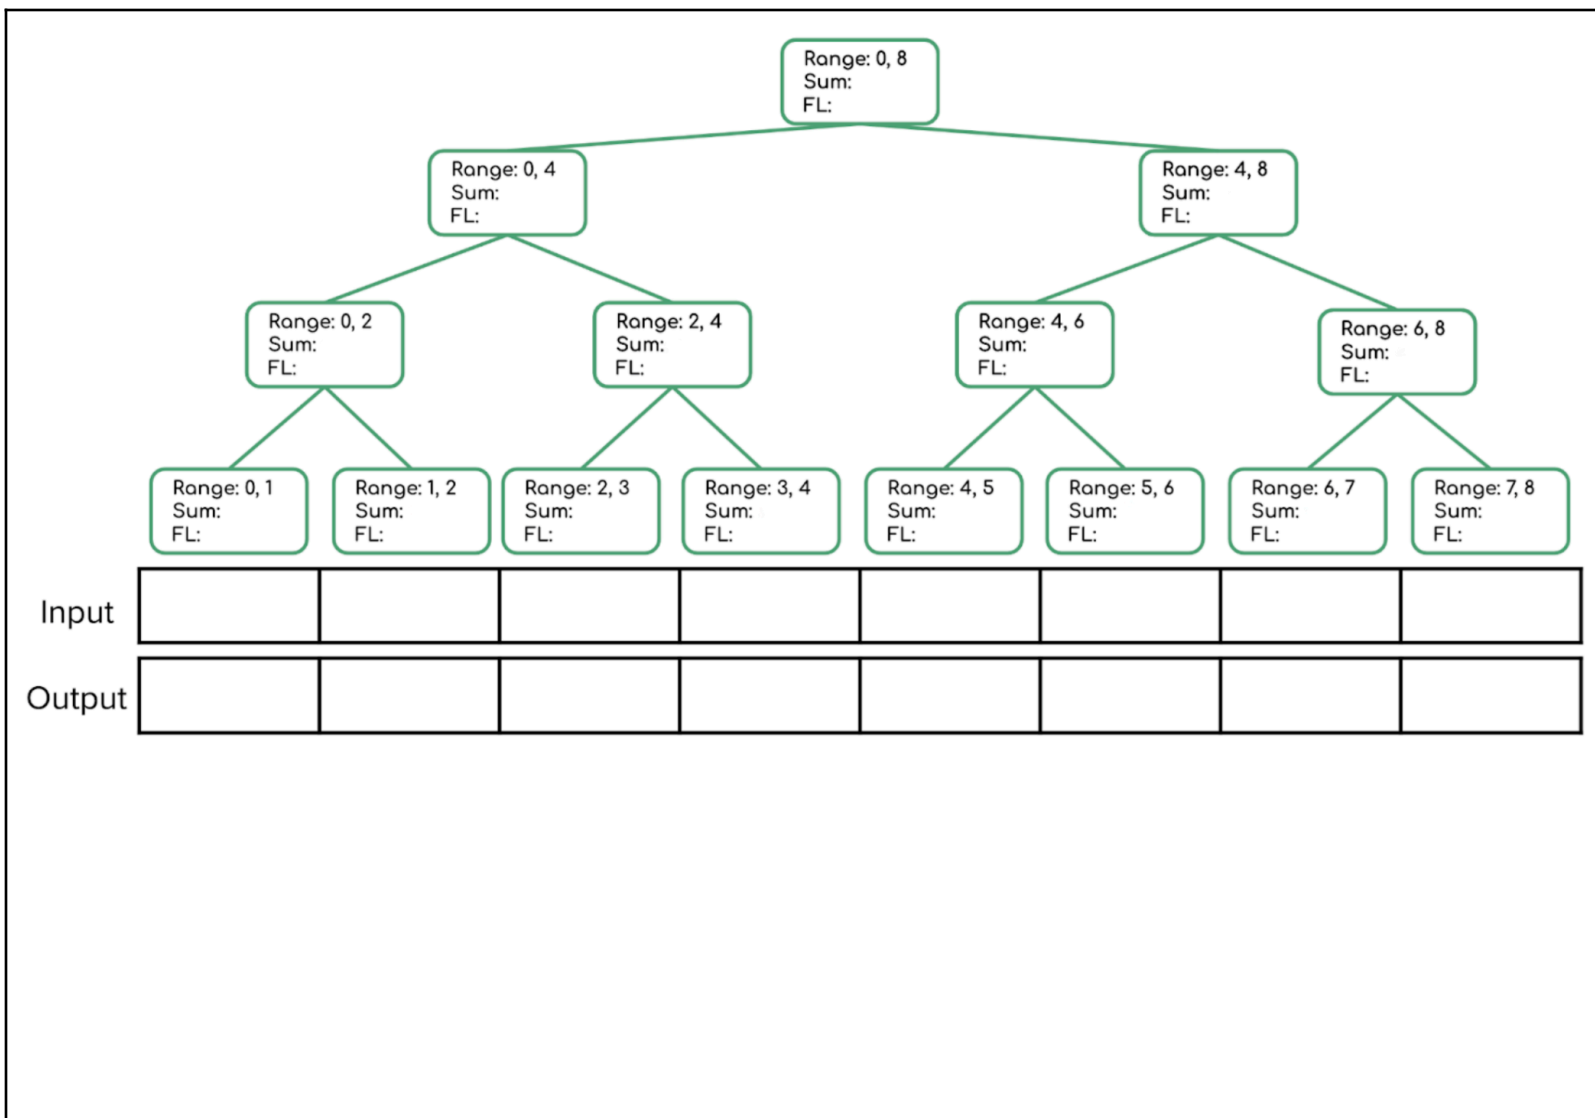 Range: 0, 8
Sum:
FL:
Range: 0, 4
Sum:
FL:
Range: 4, 8
Sum:
FL:
Range: 0, 2
Sum:
FL:
Range: 2, 4
Sum:
FL:
Range: 4, 6
Sum:
FL:
Range: 6, 8
Sum:
FL:
Range: 0, 1
Sum:
FL:
Range: 1, 2
Sum:
FL:
Range: 2, 3
Sum:
FL:
Range: 3, 4
Sum:
FL:
Range: 4, 5
Sum:
FL:
Range: 5, 6
Sum:
FL:
Range: 6, 7
Sum:
FL:
Range: 7, 8
Sum:
FL:
Input
Output